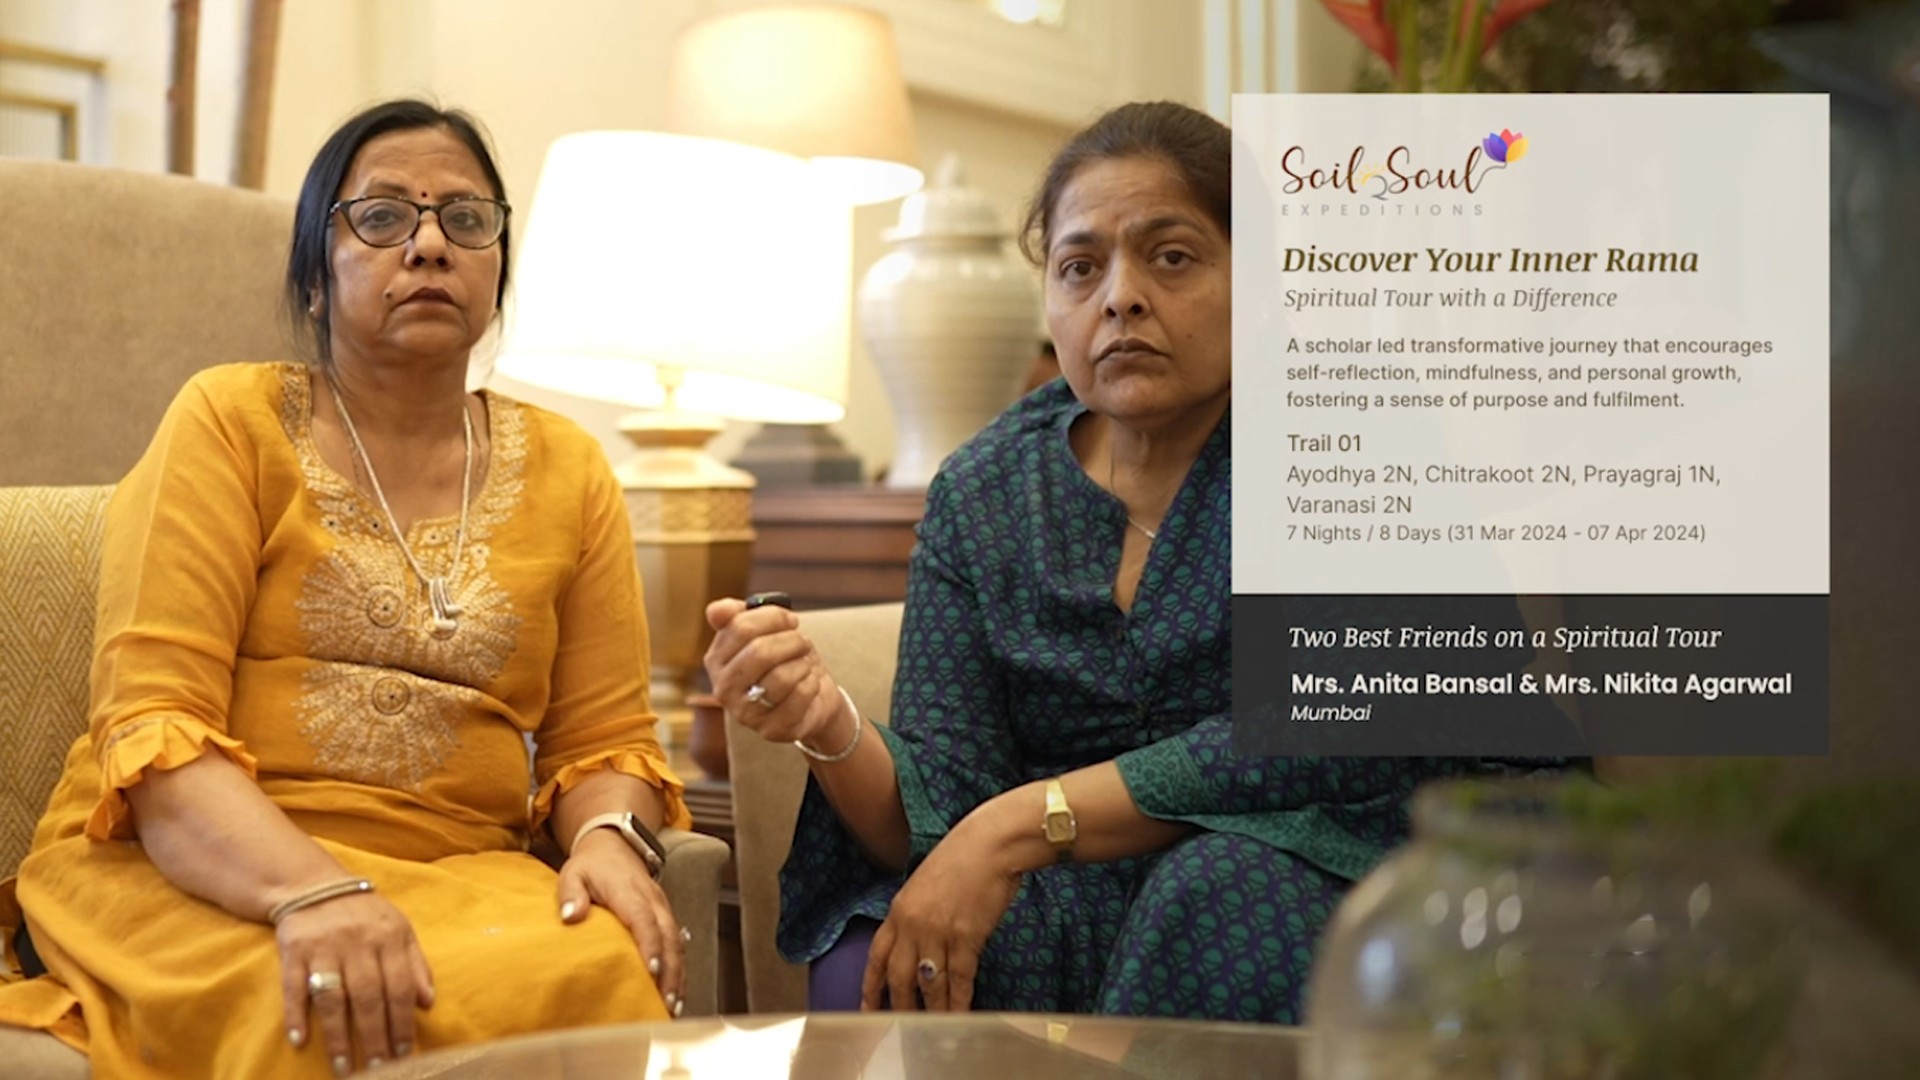 Soil 2 Soul
EXPEDITIONS
Discover Your Inner Rama
Spiritual Tour with a Difference
A scholar led transformative journey that encourages
self-reflection, mindfulness, and personal growth,
fostering a sense of purpose and fulfilment.
Trail 01
Ayodhya 2N, Chitrakoot 2N, Prayagraj 1N,
Varanasi 2N
7 Nights / 8 Days (31 Mar 2024 - 07 Apr 2024)
Two Best Friends on a Spiritual Tour
Mrs. Anita Bansal & Mrs. Nikita Agarwal
Mumbai